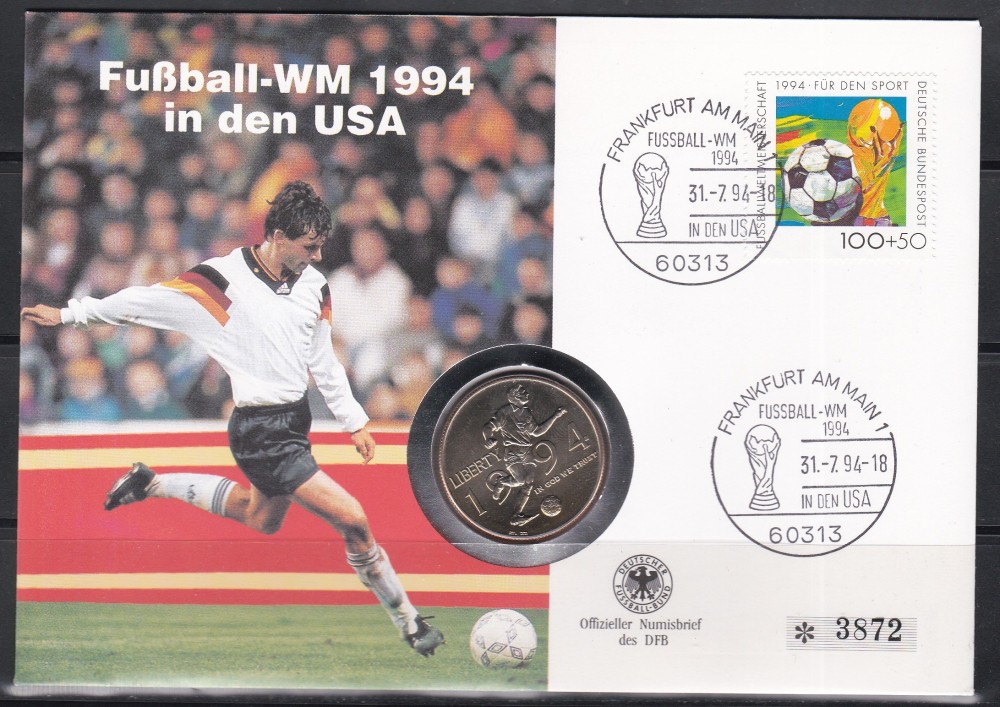 Fußball-WM 1994
in den USA
FRANKFURT AM MAIN 1
FUSSBALL-WM
1994
31.-7.94-18
IN DEN USA
60313
1994 · FÜR DEN SPORT
DEUTSCHE BUNDESPOST
FUSSBALLWELTMEISTERSCHAFT
100+50
LIBERTY
1994
IN GOD WE TRUST
FRANKFURT AM MAIN 1
FUSSBALL-WM
1994
31.-7.94-18
IN DEN USA
60313
DEUTSCHER
FUSSBALL-BUND
Offizieller Numisbrief
des DFB
* 3872